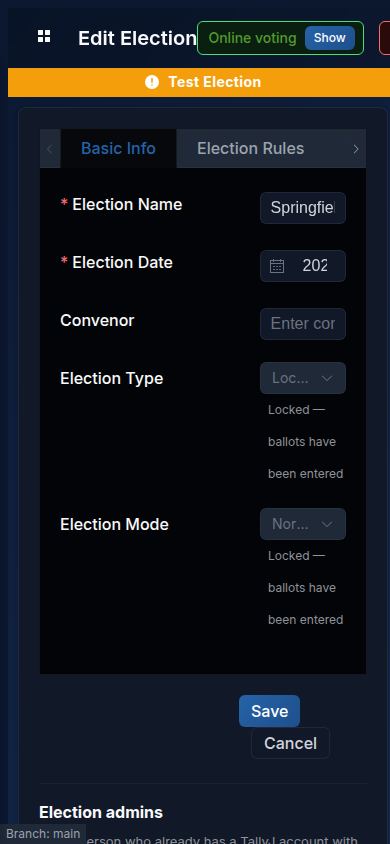 Edit Election
Online voting
Show
Test Election
Basic Info
Election Rules
* Election Name
Springfie
* Election Date
202
Convenor
Enter cor
Election Type
Loc...
Locked —
ballots have
been entered
Election Mode
Nor...
Locked —
ballots have
been entered
Save
Cancel
Election admins
Branch: main
erson who already has a TallyJ account with